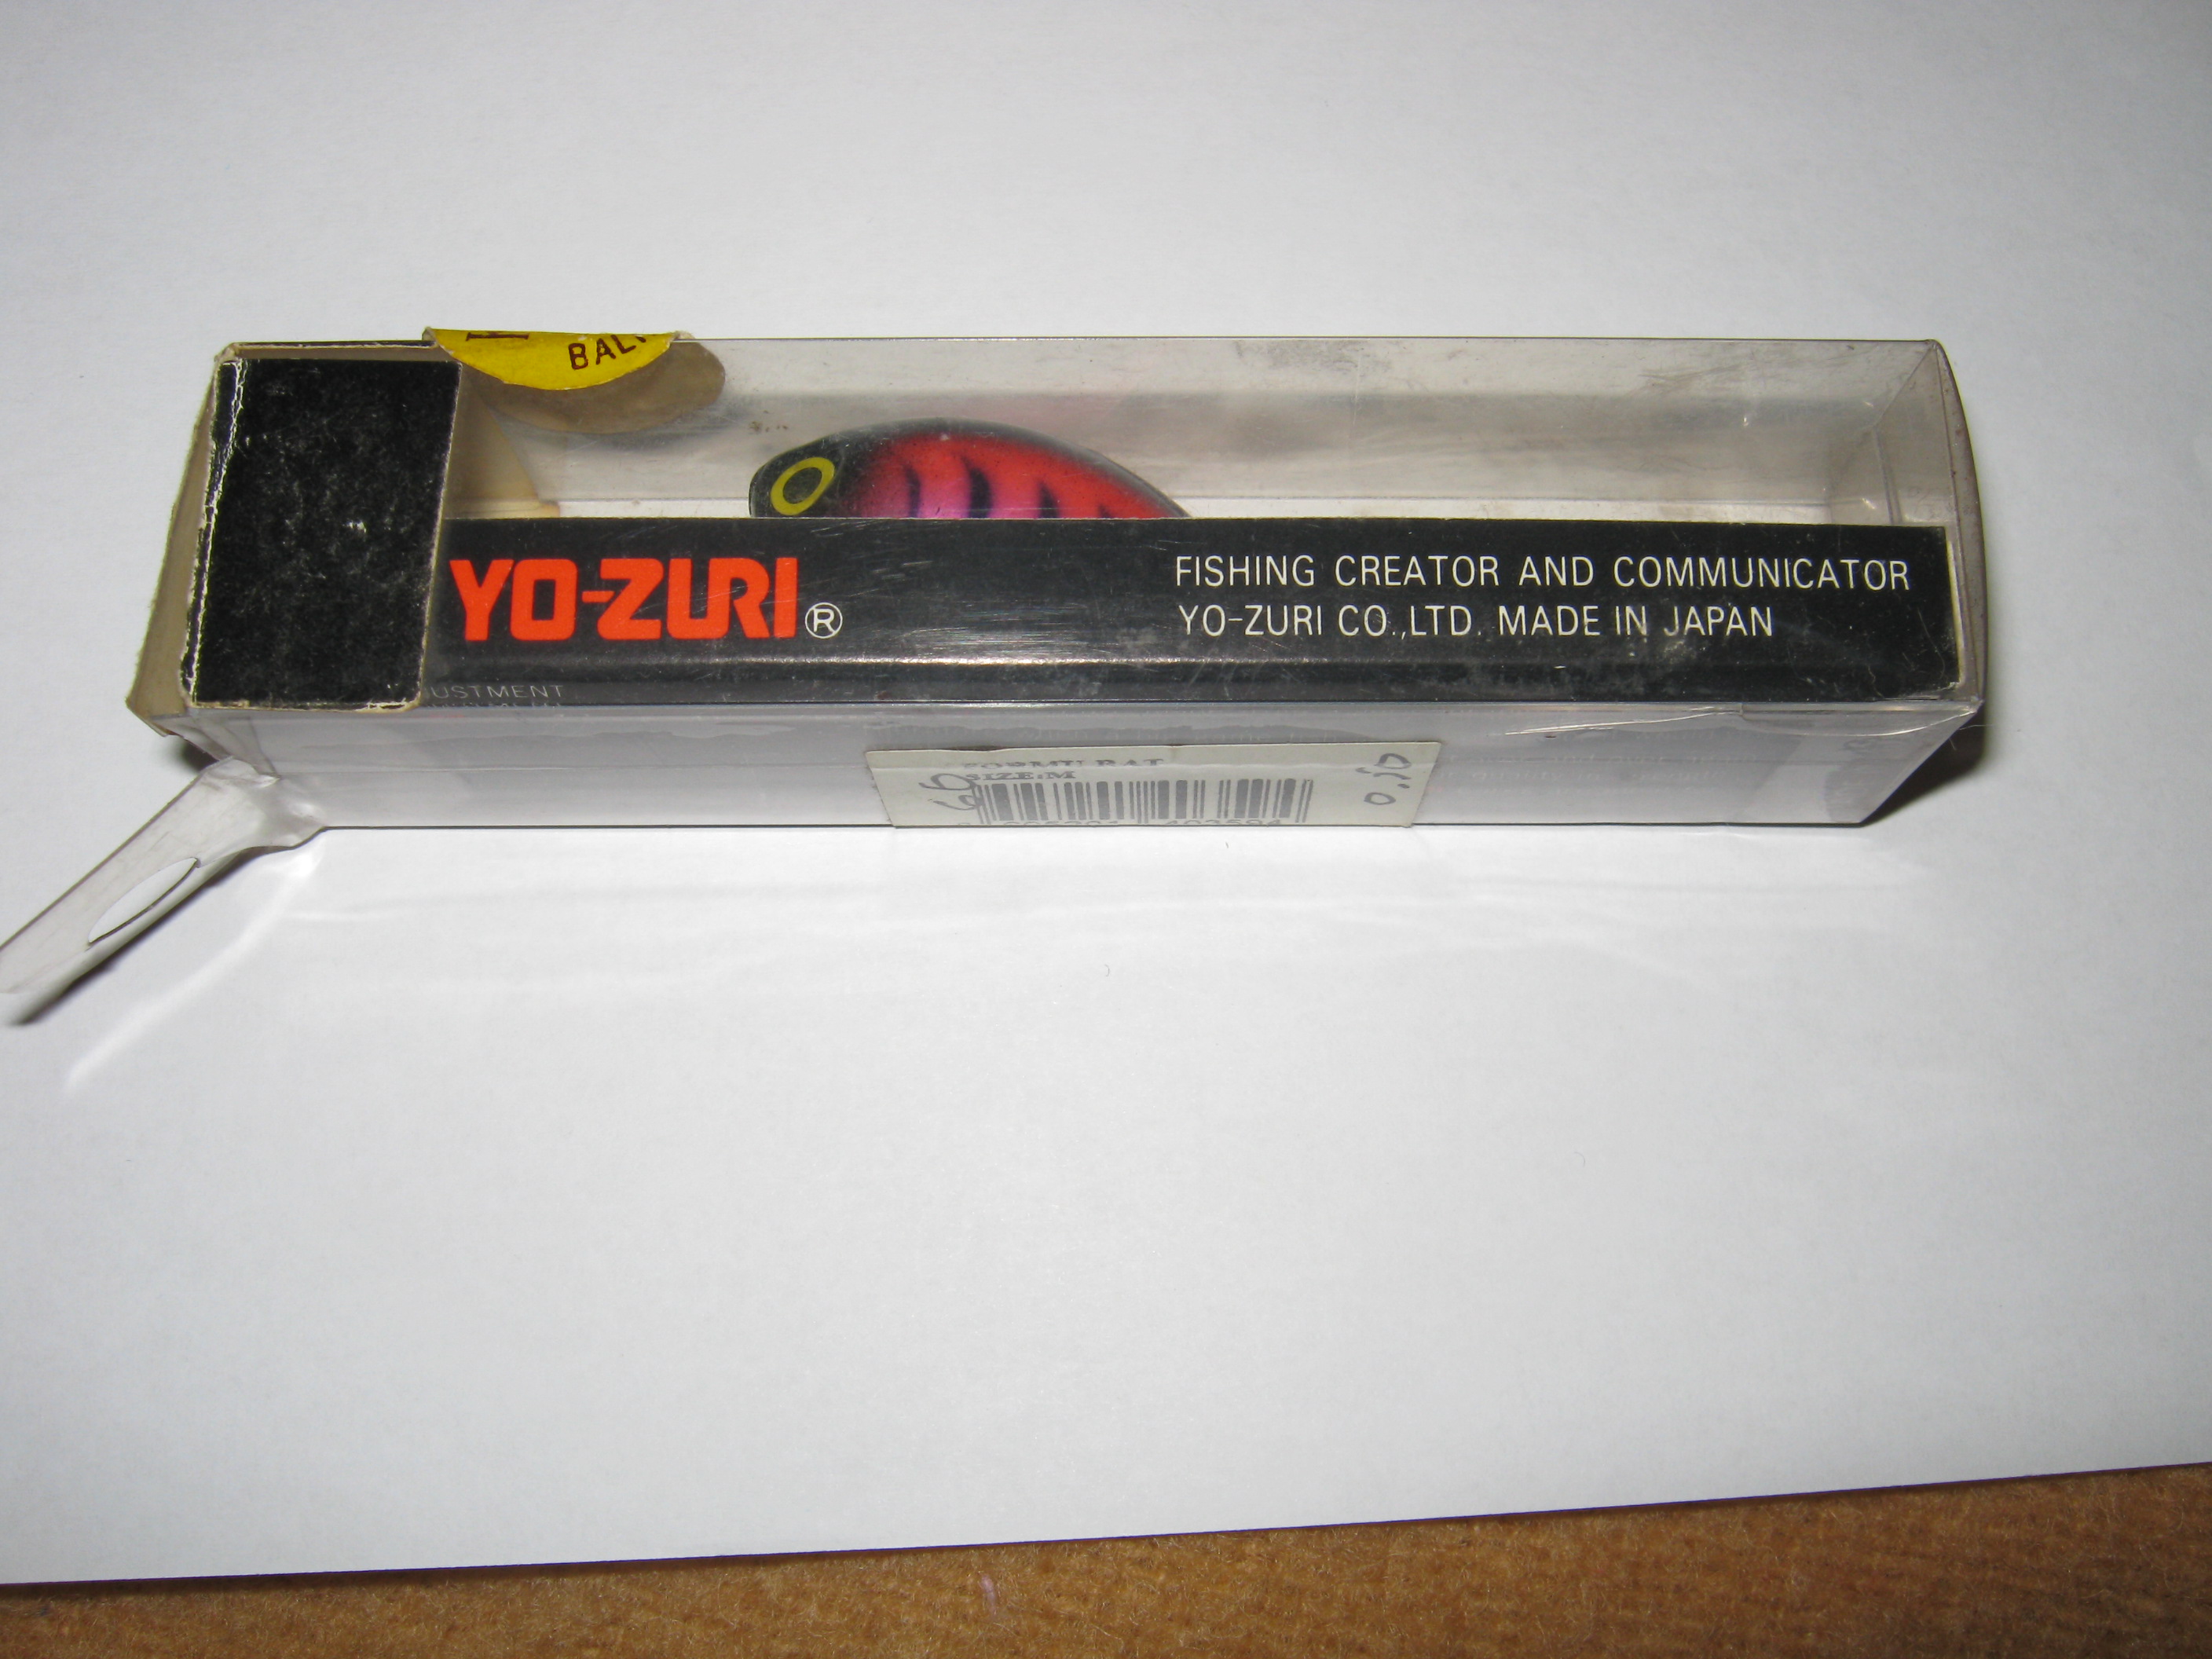 BAL
YO-ZURI®
FISHING CREATOR AND COMMUNICATOR
YO-ZURI CO.,LTD. MADE IN JAPAN
USTMENT
SIZE:M